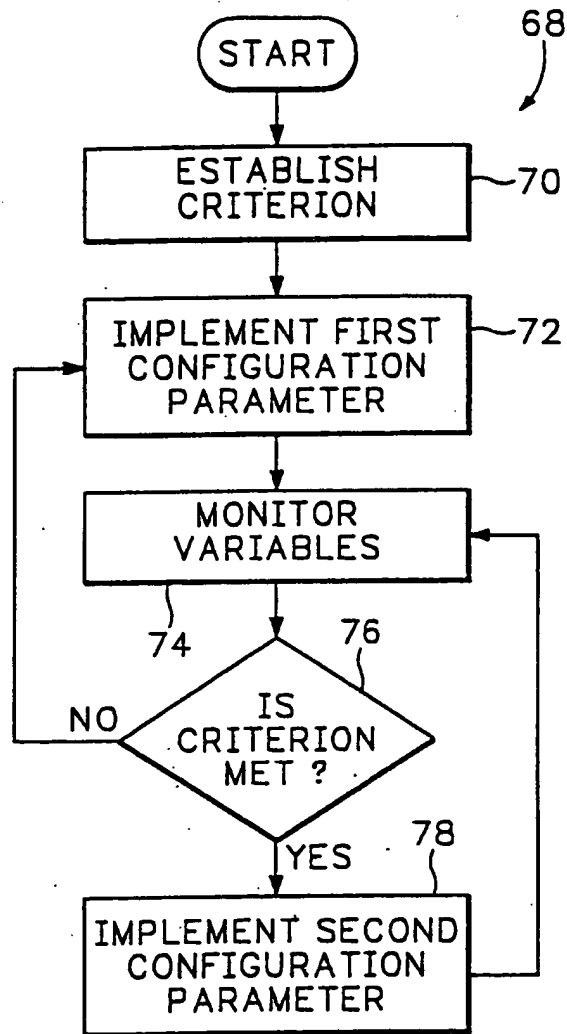 68
START
ESTABLISH
CRITERION
70
IMPLEMENT FIRST
CONFIGURATION
PARAMETER
72
MONITOR
VARIABLES
74
76
IS
CRITERION
MET ?
NO
YES
78
IMPLEMENT SECOND
CONFIGURATION
PARAMETER